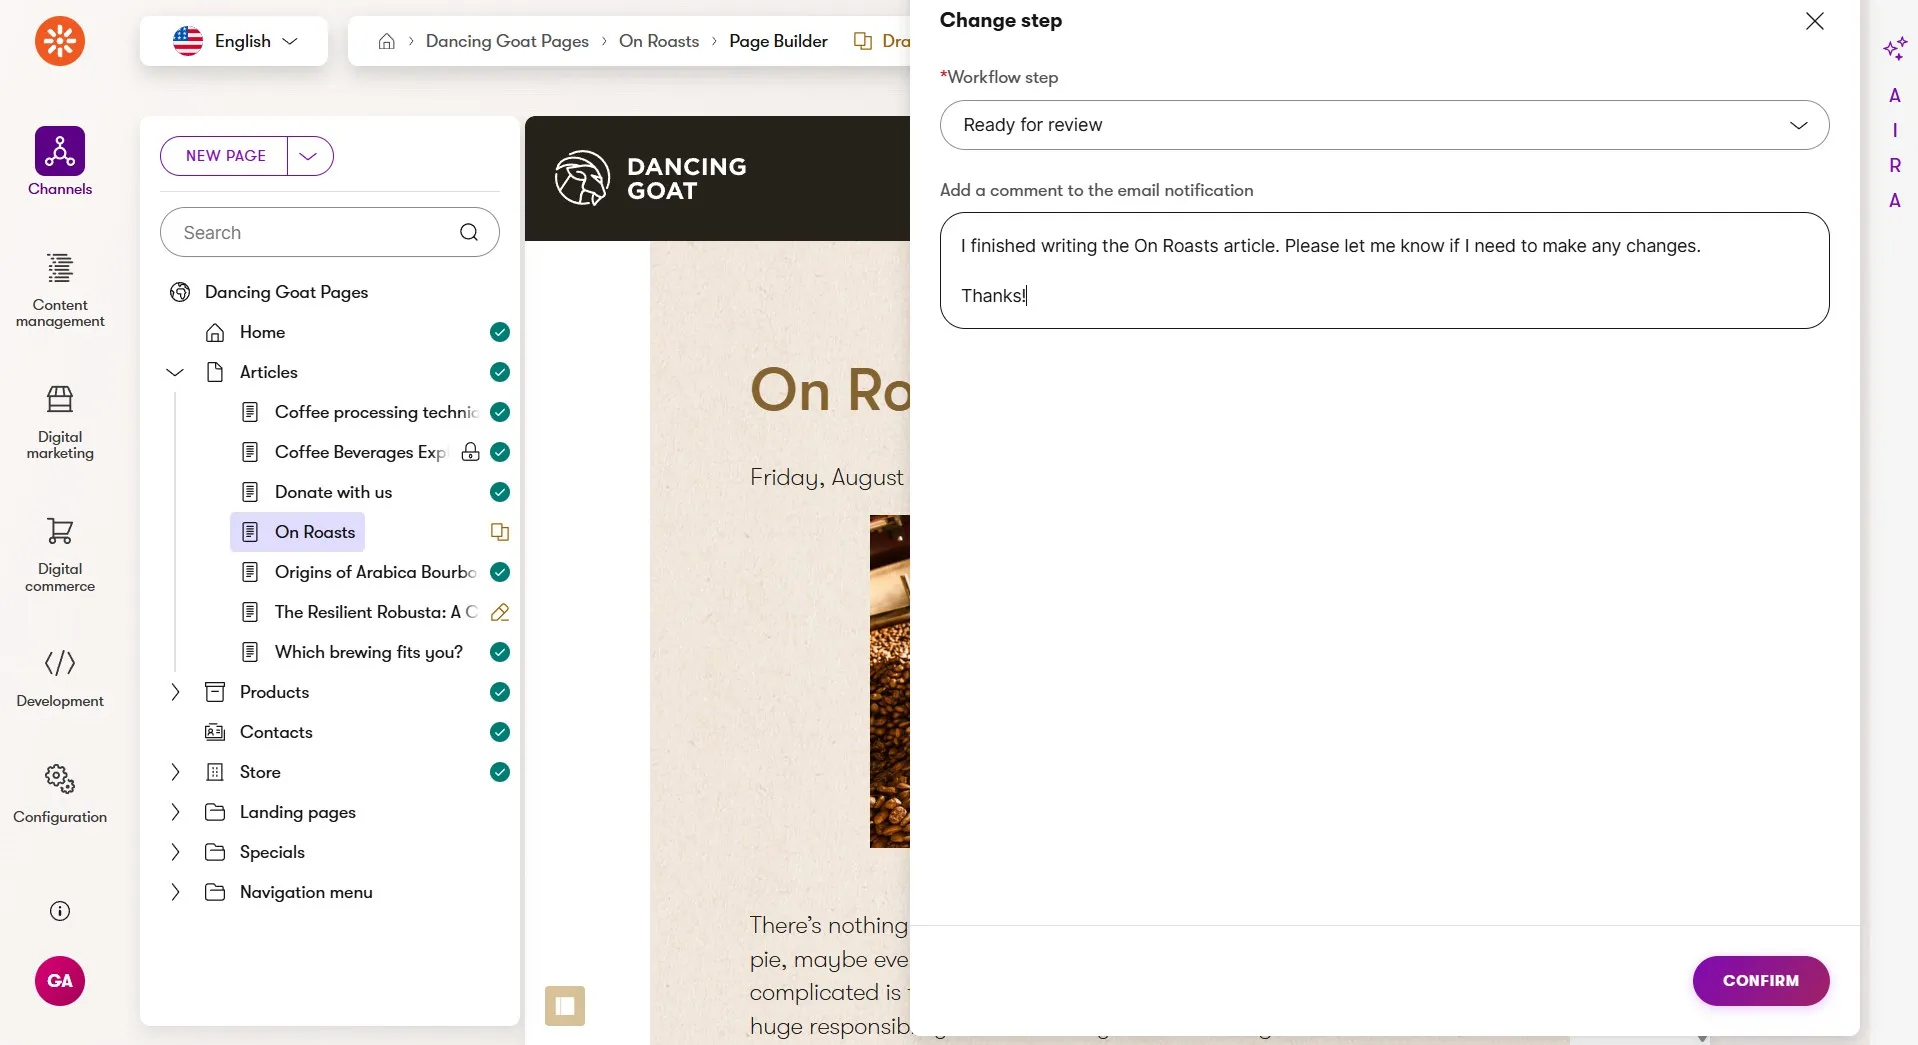 English
Dancing Goat Pages
On Roasts
Page Builder
Dra
Channels
Content
management
Digital
marketing
Digital
commerce
Development
Configuration
GA
NEW PAGE
Search
Dancing Goat Pages
Home
Articles
Coffee processing technic
Coffee Beverages Expl
Donate with us
On Roasts
Origins of Arabica Bourbo
The Resilient Robusta: A C
Which brewing fits you?
Products
Contacts
Store
Landing pages
Specials
Navigation menu
DANCING
GOAT
On Ro
Friday, August
There's nothing
pie, maybe eve
complicated is
huge responsib
Change step
*Workflow step
Ready for review
Add a comment to the email notification
I finished writing the On Roasts article. Please let me know if I need to make any changes.
Thanks!
CONFIRM
A
I
R
A